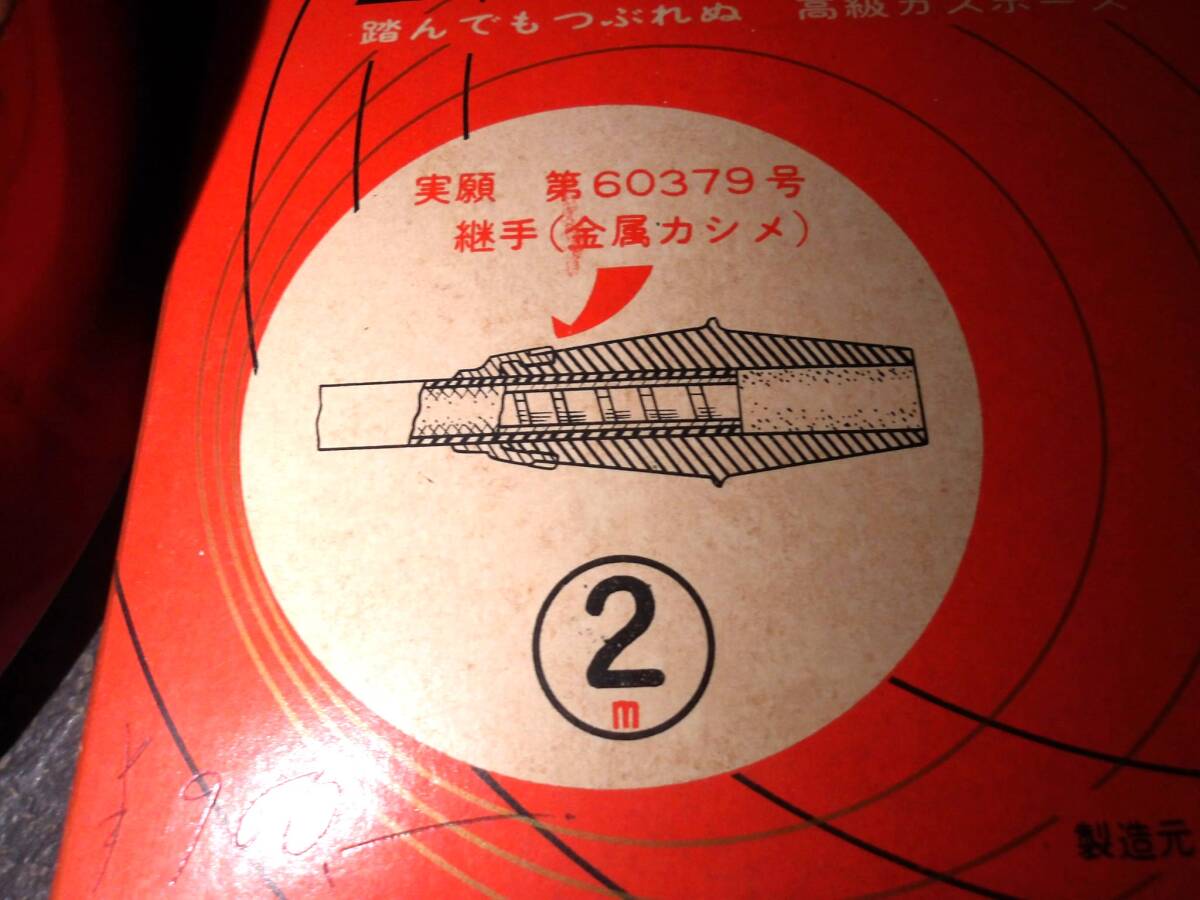 踏んでもつぶれぬ 高級ガスホース
実願 第60379号
継手(金属カシメ)
2
m
製造元